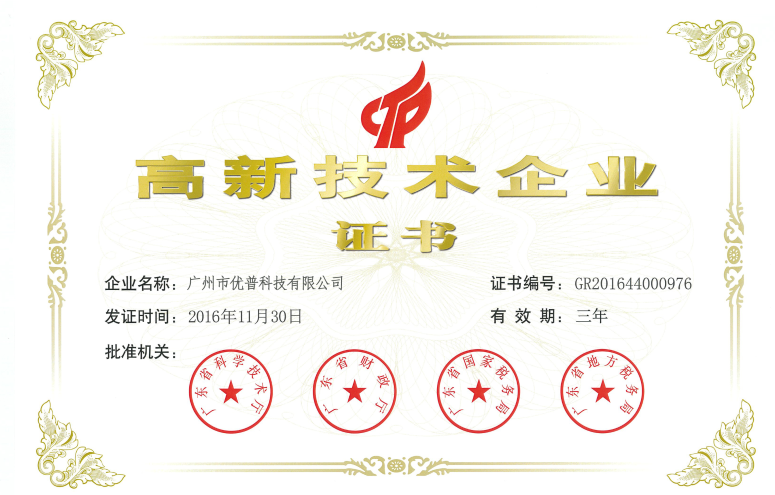 高新技术企业
证书
企业名称：广州市优普科技有限公司
证书编号：GR201644000976
发证时间：2016年11月30日
有效期：三年
批准机关：
广东省科学技术厅
广东省财政厅
广东省国家税务局
广东省地方税务局